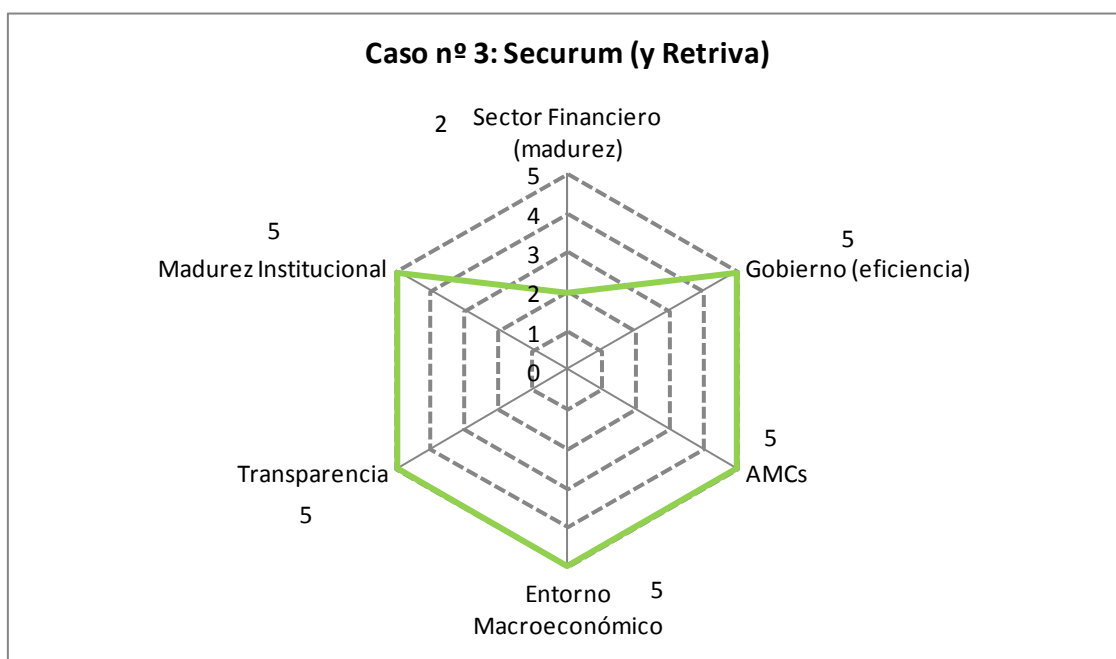 Caso nº 3: Securum (y Retriva)
2
Sector Financiero
(madurez)
5
4
3
2
1
0
5
Gobierno (eficiencia)
5
AMCs
Entorno
Macroeconómico
5
Transparencia
5
5
Madurez Institucional